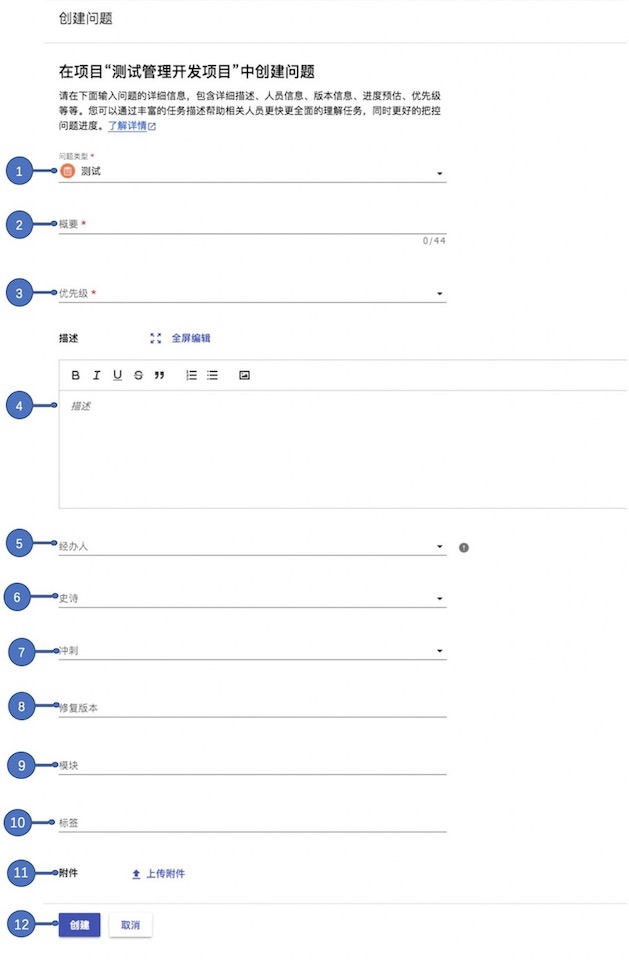 创建问题
在项目“测试管理开发项目”中创建问题
请在下面输入问题的详细信息，包含详细描述、人员信息、版本信息、进度预估、优先级
等等。您可以通过丰富的任务描述帮助相关人员更快更全面的理解任务，同时更好的把控
问题进度。了解详情
问题类型 *
1 测试
2 概要 *
0/44
3 优先级 *
描述 全屏编辑
B I U S
4 描述
5 经办人
6 史诗
7 冲刺
8 修复版本
9 模块
10 标签
11 附件 上传附件
12 创建 取消